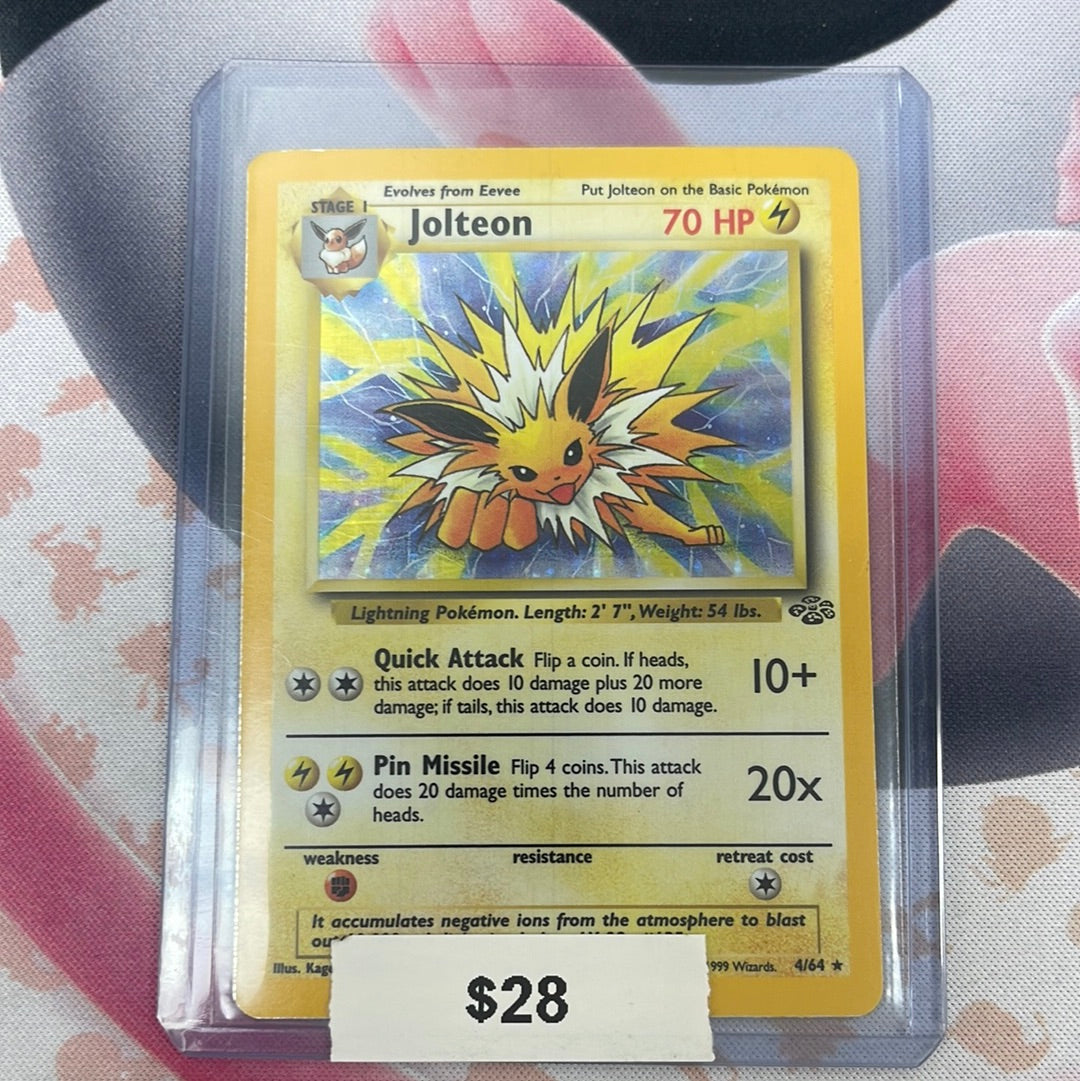 Evolves from Eevee
Put Jolteon on the Basic Pokémon
STAGE 1
Jolteon
70 HP
Lightning Pokémon. Length: 2' 7", Weight: 54 lbs.
Quick Attack Flip a coin. If heads,
this attack does 10 damage plus 20 more
damage; if tails, this attack does 10 damage.
10+
Pin Missile Flip 4 coins. This attack
does 20 damage times the number of
heads.
20x
weakness
resistance
retreat cost
It accumulates negative ions from the atmosphere to blast
Illus.
999 Wizards.
4/64 ★
$28